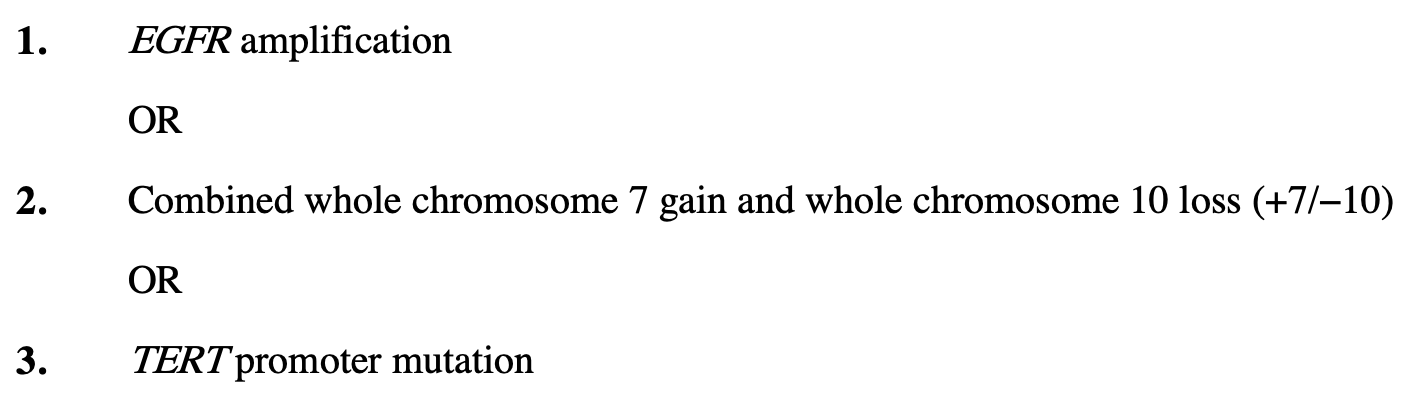 1. EGFR amplification
OR
2. Combined whole chromosome 7 gain and whole chromosome 10 loss (+7/–10)
OR
3. TERT promoter mutation